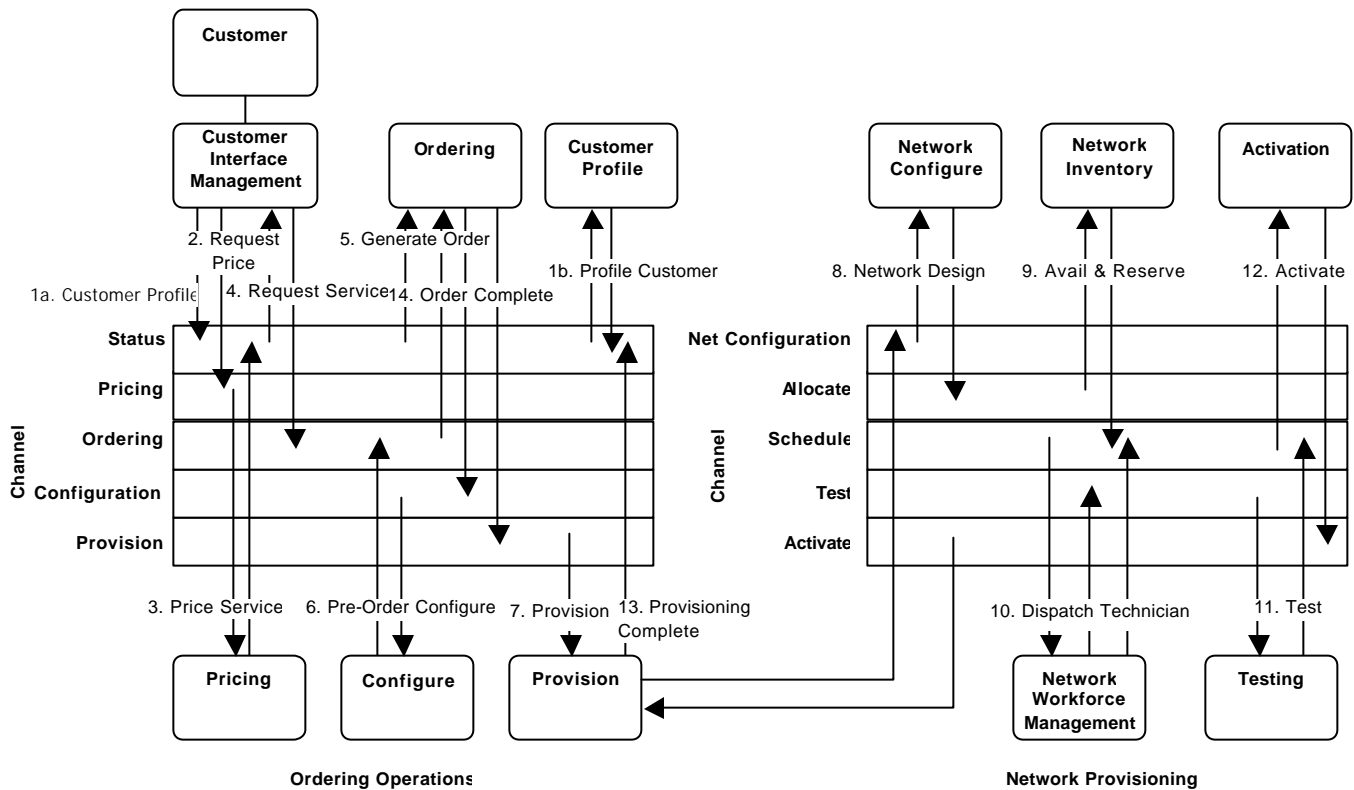 Customer
Customer
Interface
Management
Ordering
Customer
Profile
Network
Configure
Network
Inventory
Activation
2. Request
Price
5. Generate Order
1b. Profile Customer
8. Network Design
9. Avail & Reserve
12. Activate
1a. Customer Profile
4. Request Service
14. Order Complete
Channel
Status
Pricing
Ordering
Configuration
Provision
Channel
Net Configuration
Allocate
Schedule
Test
Activate
3. Price Service
6. Pre-Order Configure
7. Provision
13. Provisioning
Complete
10. Dispatch Technician
11. Test
Pricing
Configure
Provision
Network
Workforce
Management
Testing
Ordering Operations
Network Provisioning